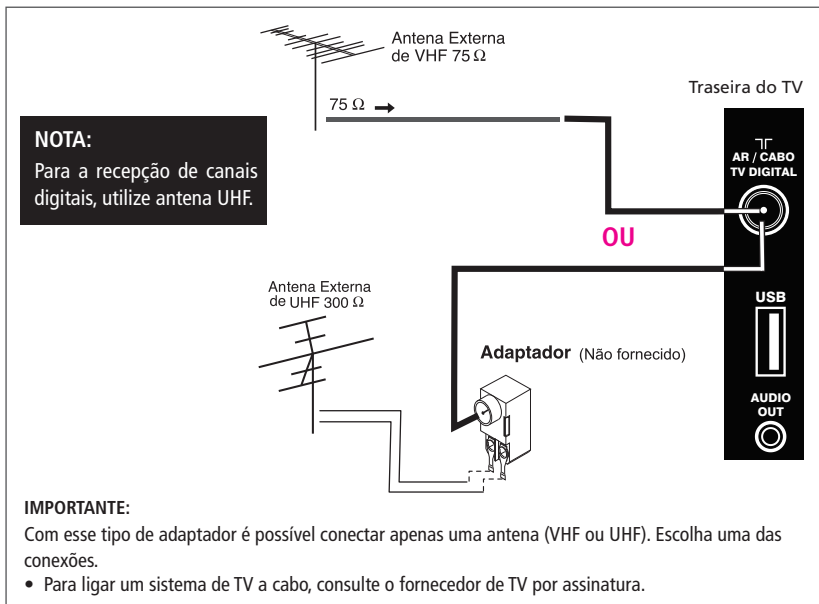 Antena Externa
de VHF 75 Ω
75 Ω
Traseira do TV
NOTA:
Para a recepção de canais
digitais, utilize antena UHF.
AR / CABO
TV DIGITAL
OU
Antena Externa
de UHF 300 Ω
USB
Adaptador (Não fornecido)
AUDIO
OUT
IMPORTANTE:
Com esse tipo de adaptador é possível conectar apenas uma antena (VHF ou UHF). Escolha uma das
conexões.
• Para ligar um sistema de TV a cabo, consulte o fornecedor de TV por assinatura.